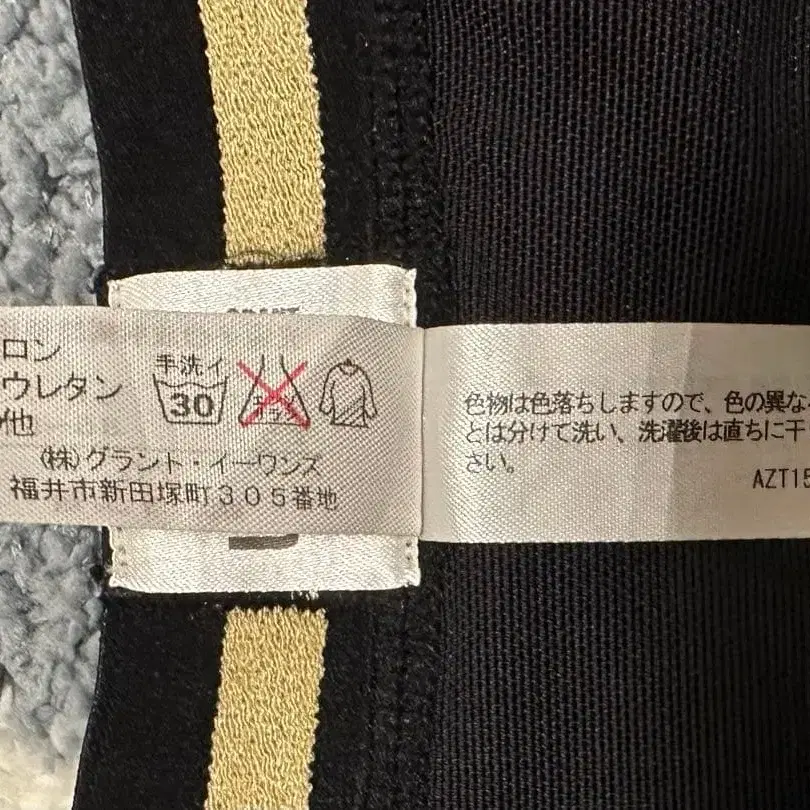 ロン
ウレタン
の他
手洗イ
30
(株)グラント・イーワンズ
福井市新田塚町305番地
色物は色落ちしますので、色の異な
とは分けて洗い、洗濯後は直ちに干
さい。
AZT15